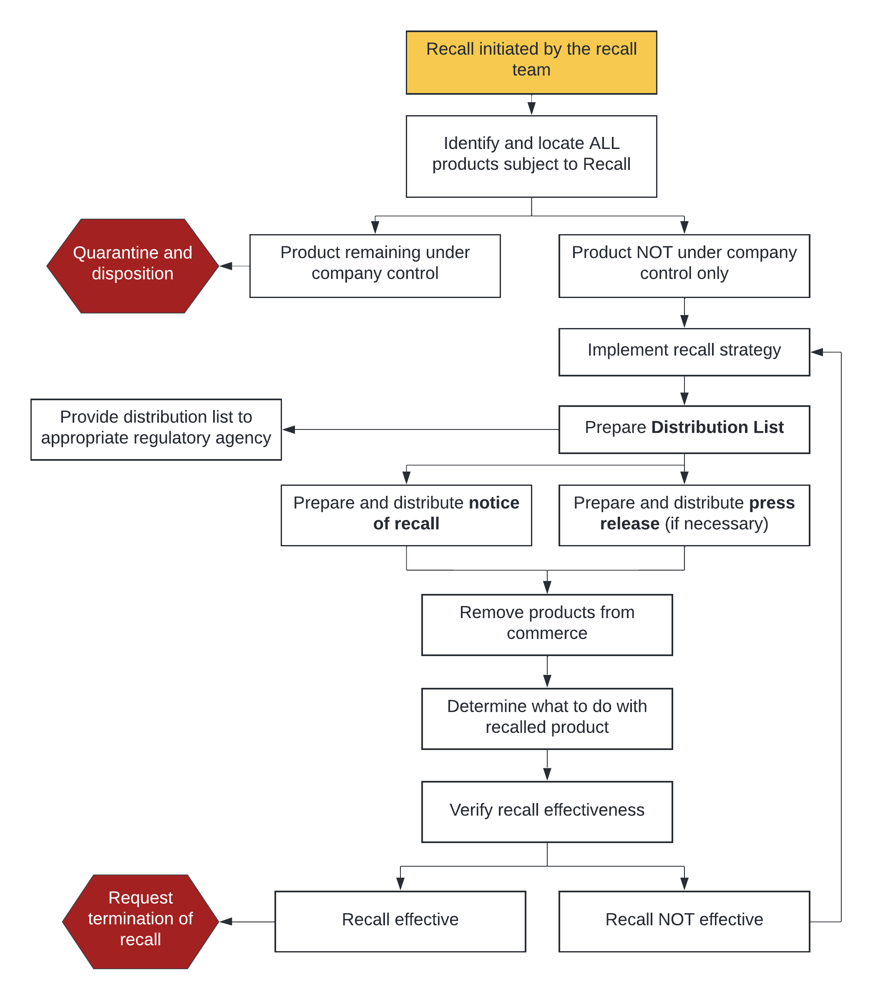 Recall initiated by the recall
team
Identify and locate ALL
products subject to Recall
Quarantine and
disposition
Product remaining under
company control
Product NOT under company
control only
Implement recall strategy
Provide distribution list to
appropriate regulatory agency
Prepare Distribution List
Prepare and distribute notice
of recall
Prepare and distribute press
release (if necessary)
Remove products from
commerce
Determine what to do with
recalled product
Verify recall effectiveness
Request
termination of
recall
Recall effective
Recall NOT effective